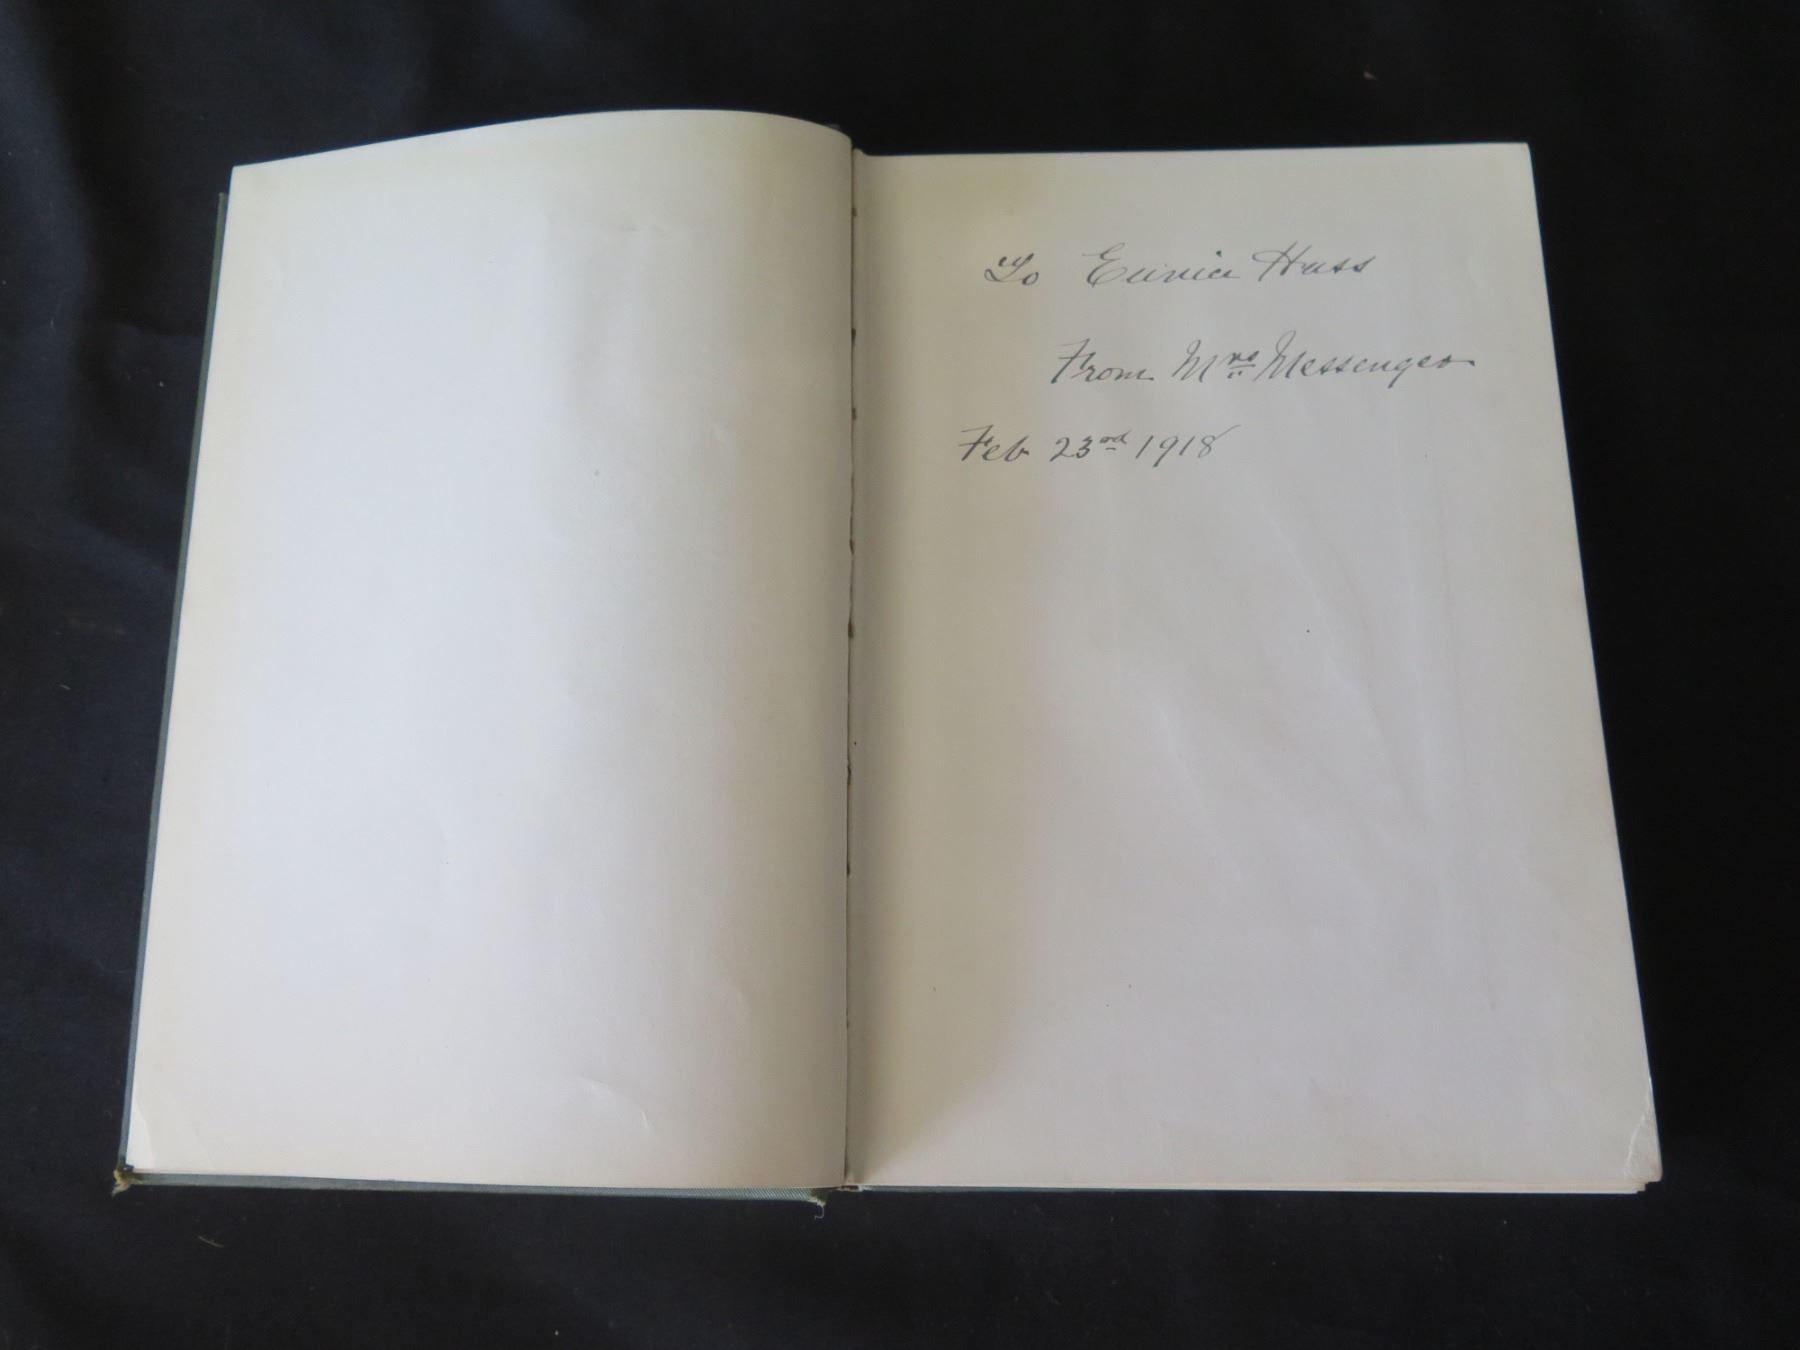 To Eunice Hass
From Mrs Messenger
Feb 23rd 1918